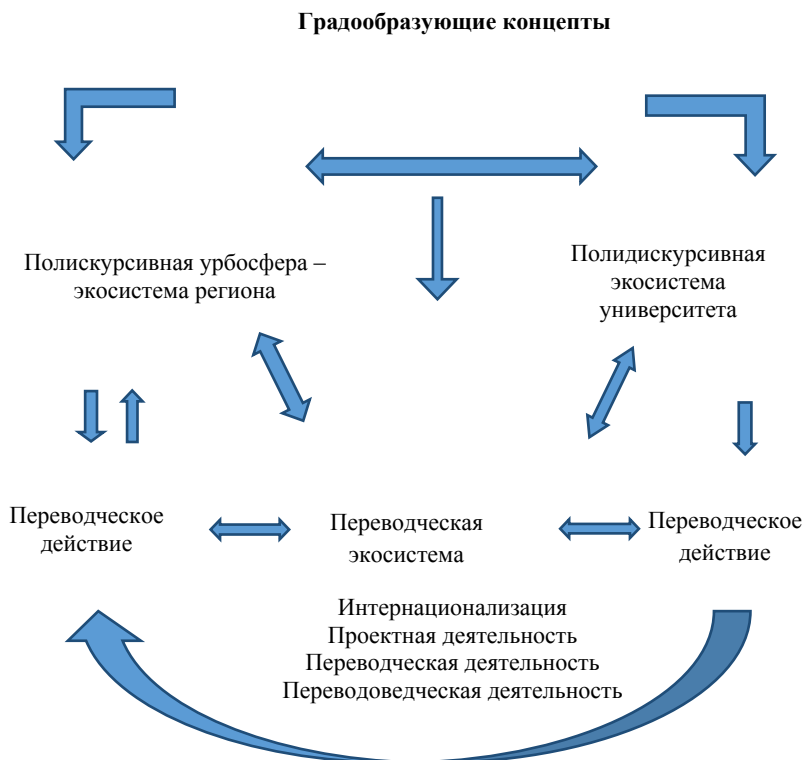 Градообразующие концепты
Полискурсивная урбосфера –
экосистема региона
Полидискурсивная
экосистема
университета
Переводческое
действие
Переводческая
экосистема
Переводческое
действие
Интернационализация
Проектная деятельность
Переводческая деятельность
Переводоведческая деятельность